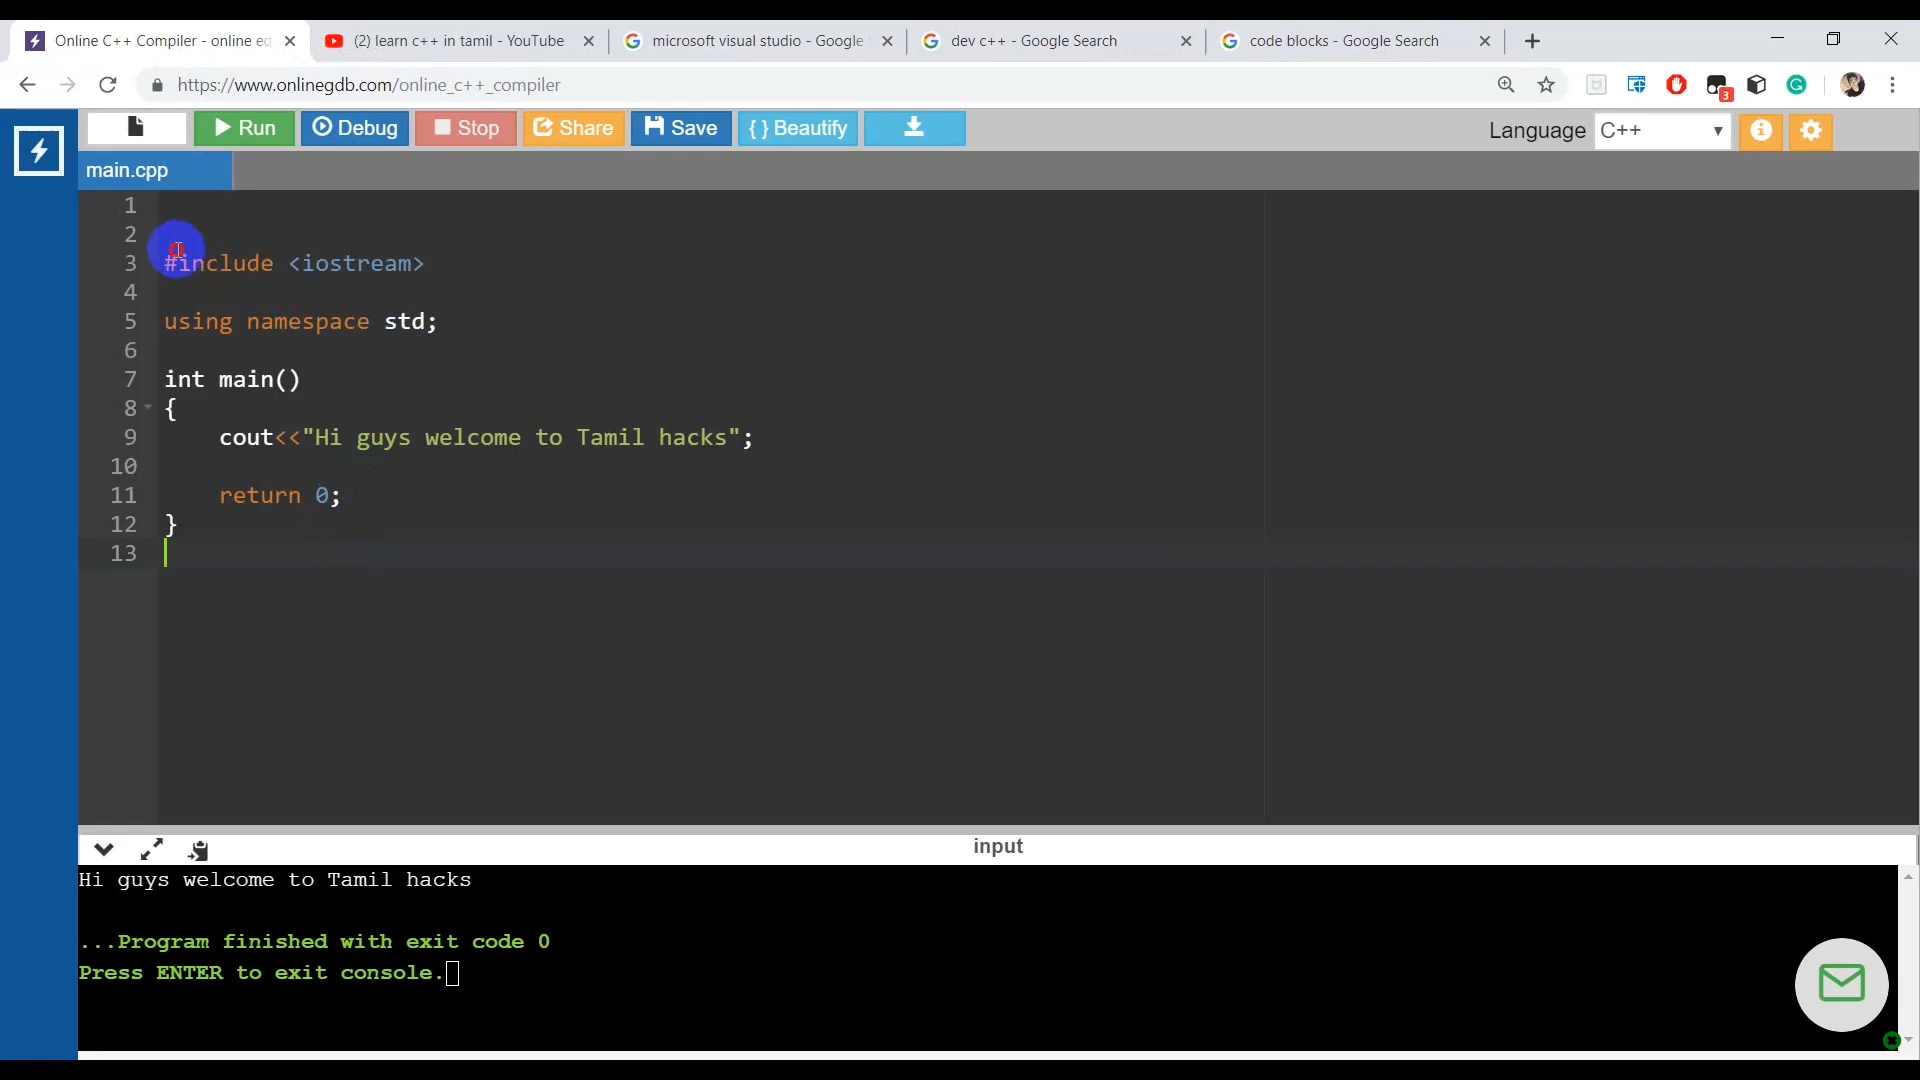 Online C++ Compiler - online ed
(2) learn c++ in tamil - YouTube
microsoft visual studio - Google
dev c++ - Google Search
code blocks - Google Search
https://www.onlinegdb.com/online_c++_compiler
3
Run
Debug
Stop
Share
Save
{ } Beautify
Language
C++
main.cpp
1
2
3 #include <iostream>
4
5 using namespace std;
6
7 int main()
8 {
9 cout<<"Hi guys welcome to Tamil hacks";
10
11 return 0;
12 }
13
input
Hi guys welcome to Tamil hacks
...Program finished with exit code 0
Press ENTER to exit console.